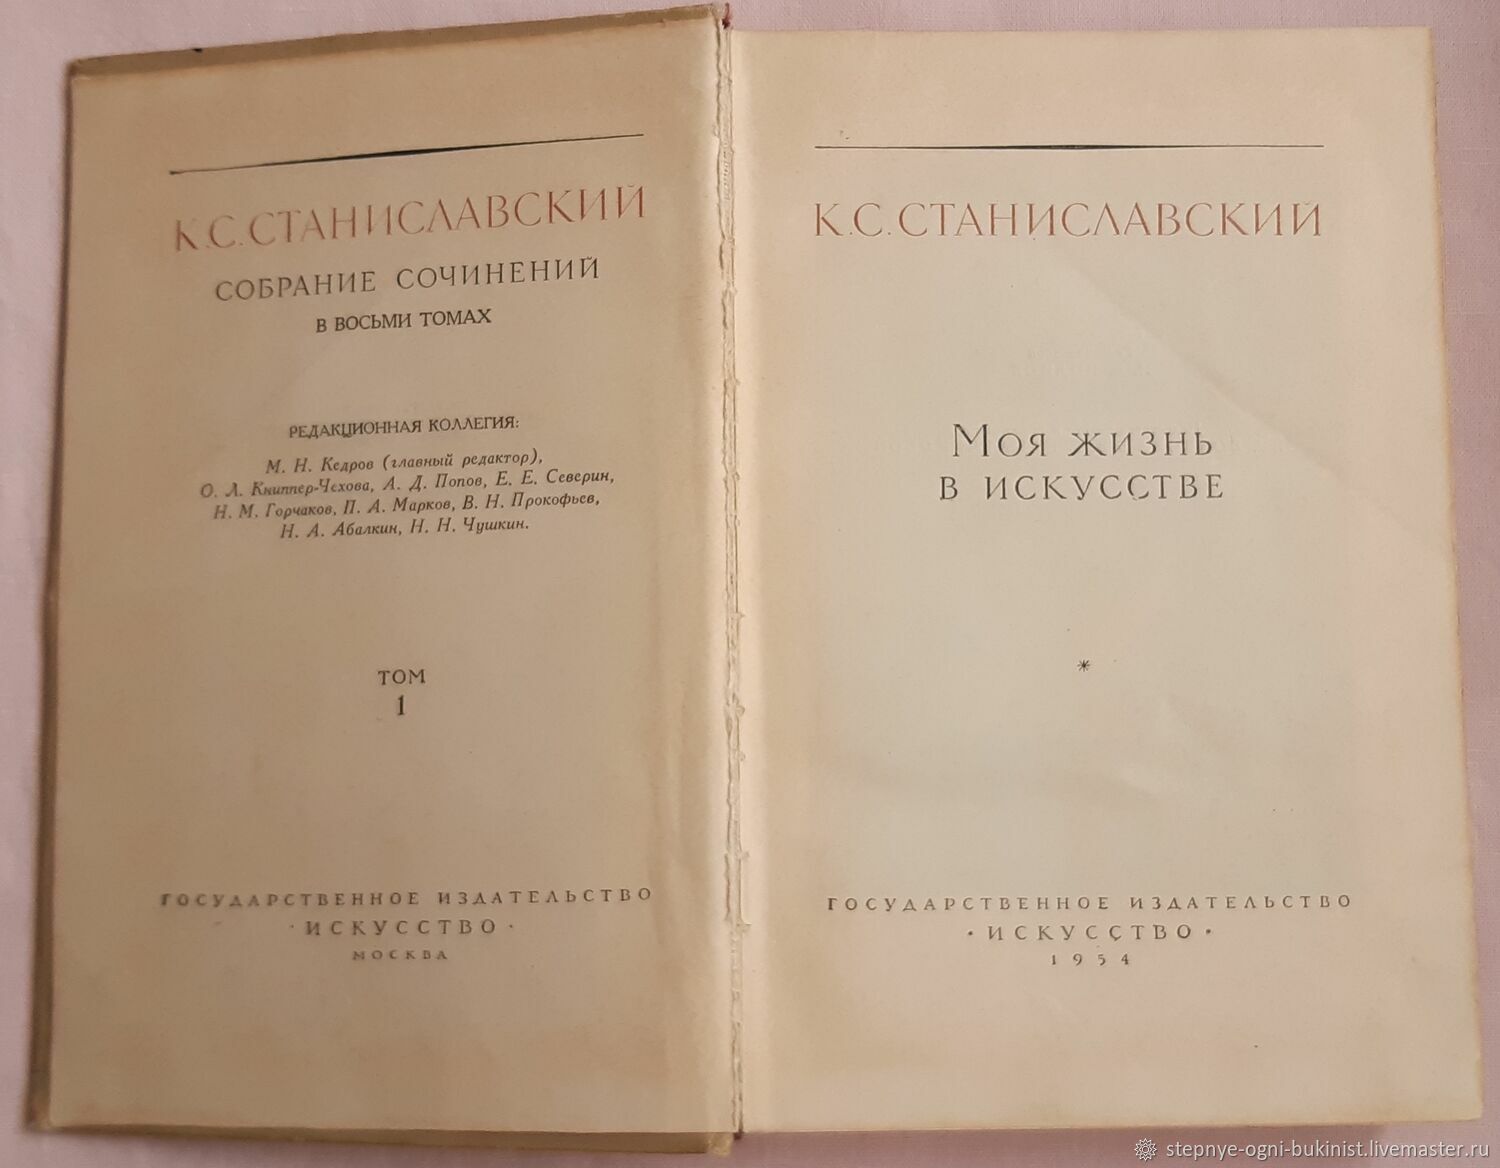 К.С.СТАНИСЛАВСКИЙ
СОБРАНИЕ СОЧИНЕНИЙ
В ВОСЬМИ ТОМАХ
РЕДАКЦИОННАЯ КОЛЛЕГИЯ:
М. Н. Кедров (главный редактор),
О. Л. Книппер-Чехова, А. Д. Попов, Е. Е. Северин,
Н. М. Горчаков, П. А. Марков, В. Н. Прокофьев,
Н. А. Абалкин, Н. Н. Чушкин.
ТОМ
1
ГОСУДАРСТВЕННОЕ ИЗДАТЕЛЬСТВО
· ИСКУССТВО ·
МОСКВА
К.С.СТАНИСЛАВСКИЙ
Моя жизнь
в искусстве
*
ГОСУДАРСТВЕННОЕ ИЗДАТЕЛЬСТВО
· ИСКУССТВО ·
1954
stepnye-ogni-bukinist.livemaster.ru